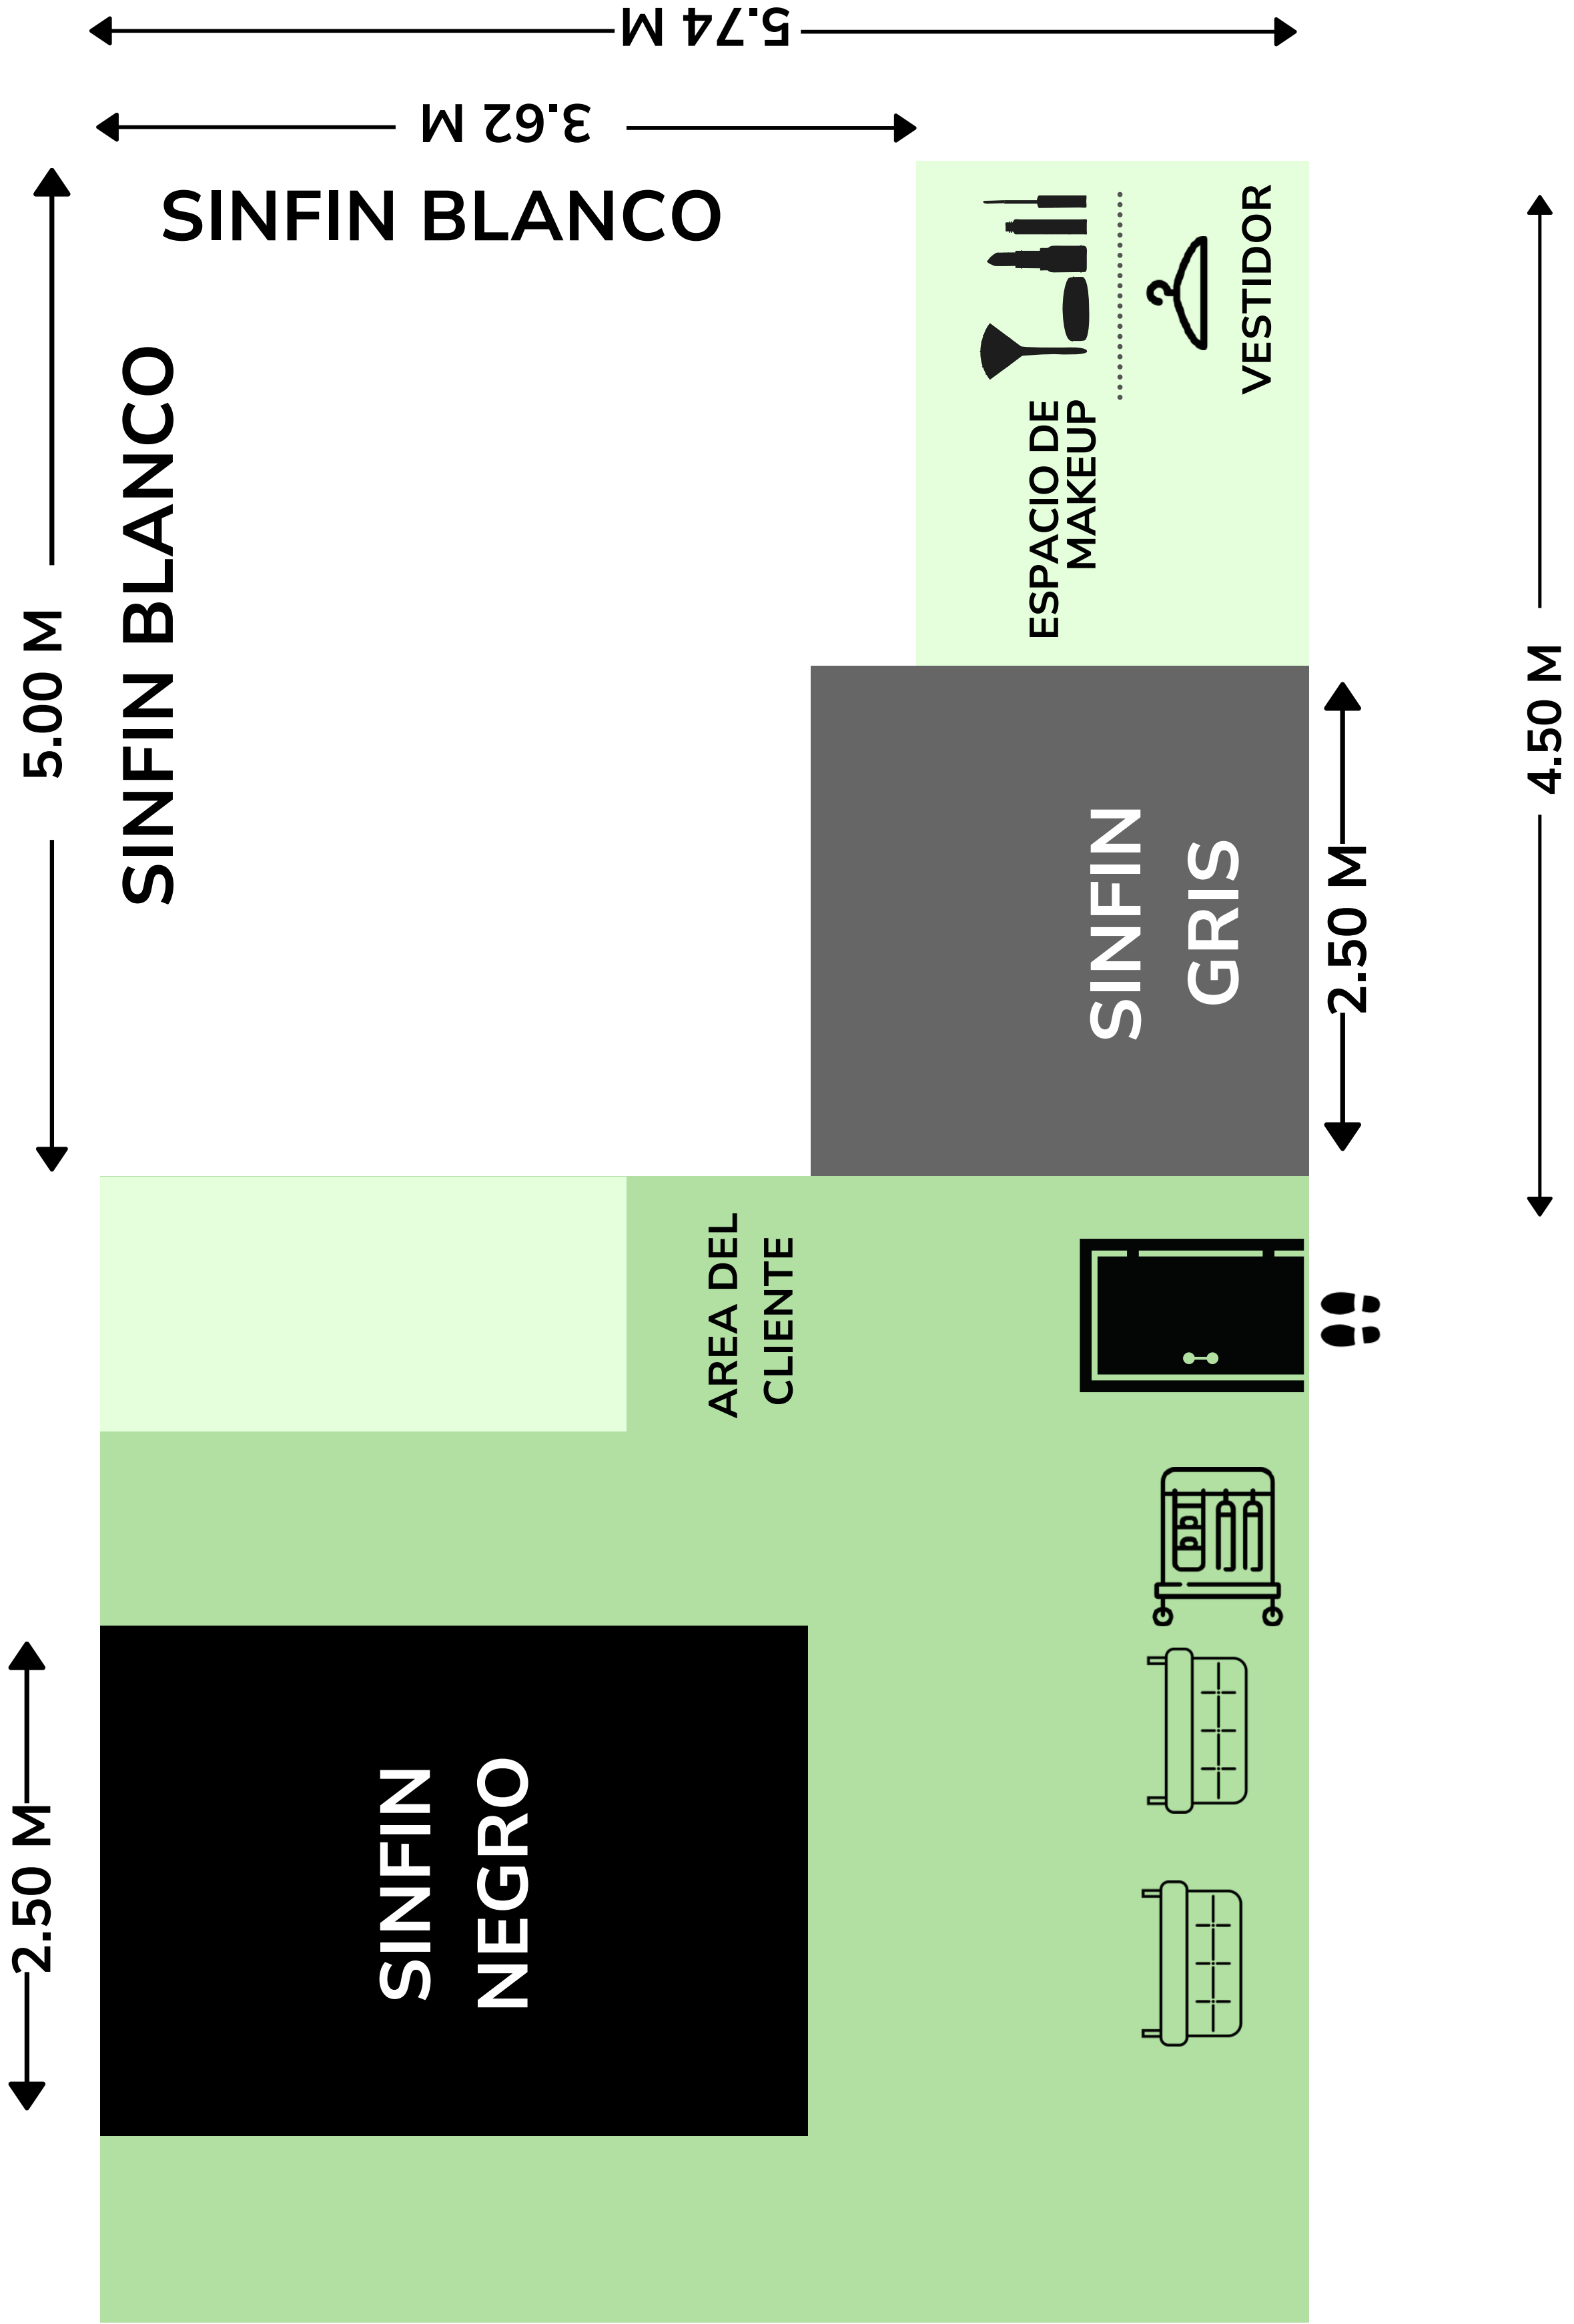 5.74 M
3.62 M
SINFIN BLANCO
SINFIN BLANCO
5.00 M
ESPACIO DE
MAKEUP
VESTIDOR
4.50 M
SINFIN
GRIS
2.50 M
AREA DEL
CLIENTE
SINFIN
NEGRO
2.50 M